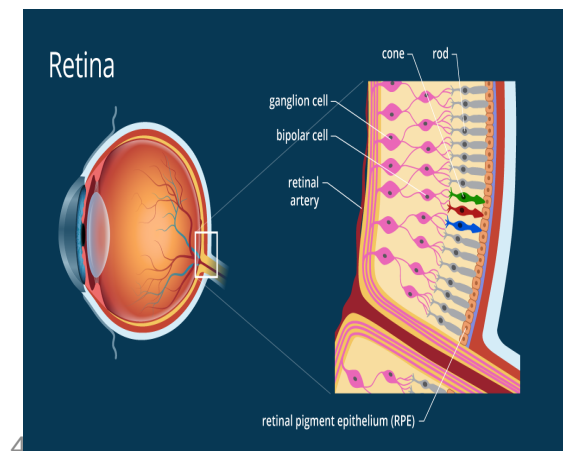 Retina
cone
rod
ganglion cell
bipolar cell
retinal
artery
retinal pigment epithelium (RPE)